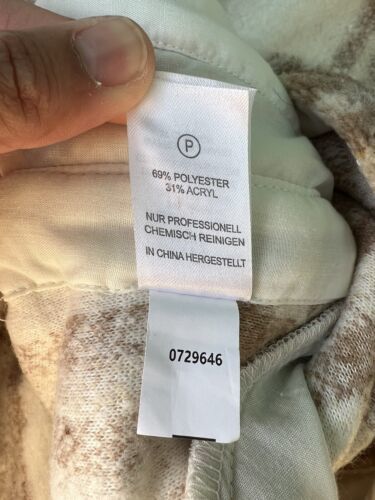 P
69% POLYESTER
31% ACRYL
NUR PROFESSIONELL
CHEMISCH REINIGEN
IN CHINA HERGESTELLT
0729646